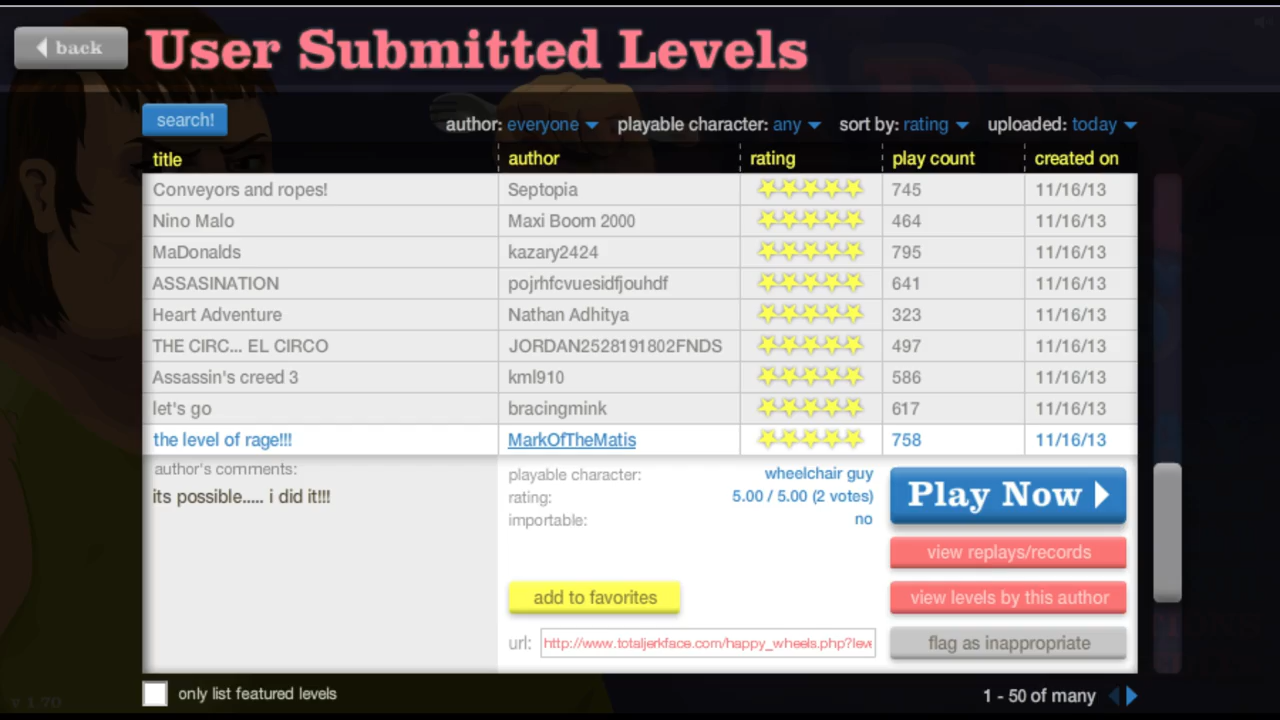 back
User Submitted Levels
search!
author: everyone playable character: any sort by: rating uploaded: today
title author rating play count created on
Conveyors and ropes! Septopia 745 11/16/13
Nino Malo Maxi Boom 2000 464 11/16/13
MaDonalds kazary2424 795 11/16/13
ASSASINATION pojrhfcvuesidfjouhdf 641 11/16/13
Heart Adventure Nathan Adhitya 323 11/16/13
THE CIRC... EL CIRCO JORDAN2528191802FNDS 497 11/16/13
Assassin's creed 3 kml910 586 11/16/13
let's go bracingmink 617 11/16/13
the level of rage!!! MarkOfTheMatis 758 11/16/13
author's comments:
its possible..... i did it!!!
playable character: wheelchair guy
rating: 5.00 / 5.00 (2 votes)
importable: no
add to favorites
url: http://www.totaljerkface.com/happy_wheels.php?lev
Play Now
view replays/records
view levels by this author
flag as inappropriate
only list featured levels
1 - 50 of many
v 1.70